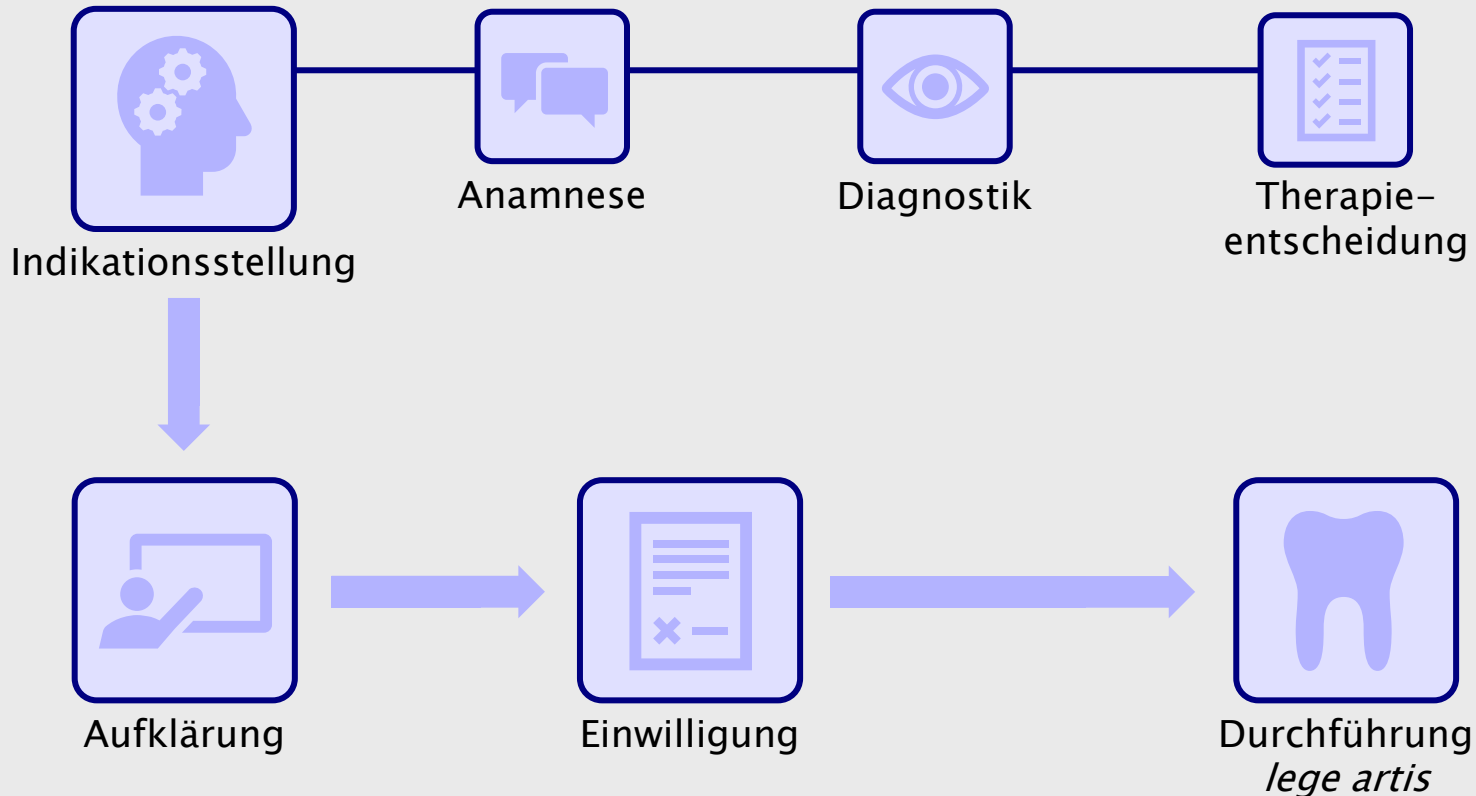 Anamnese
Diagnostik
Therapie-
entscheidung
Indikationsstellung
Aufklärung
Einwilligung
Durchführung
lege artis